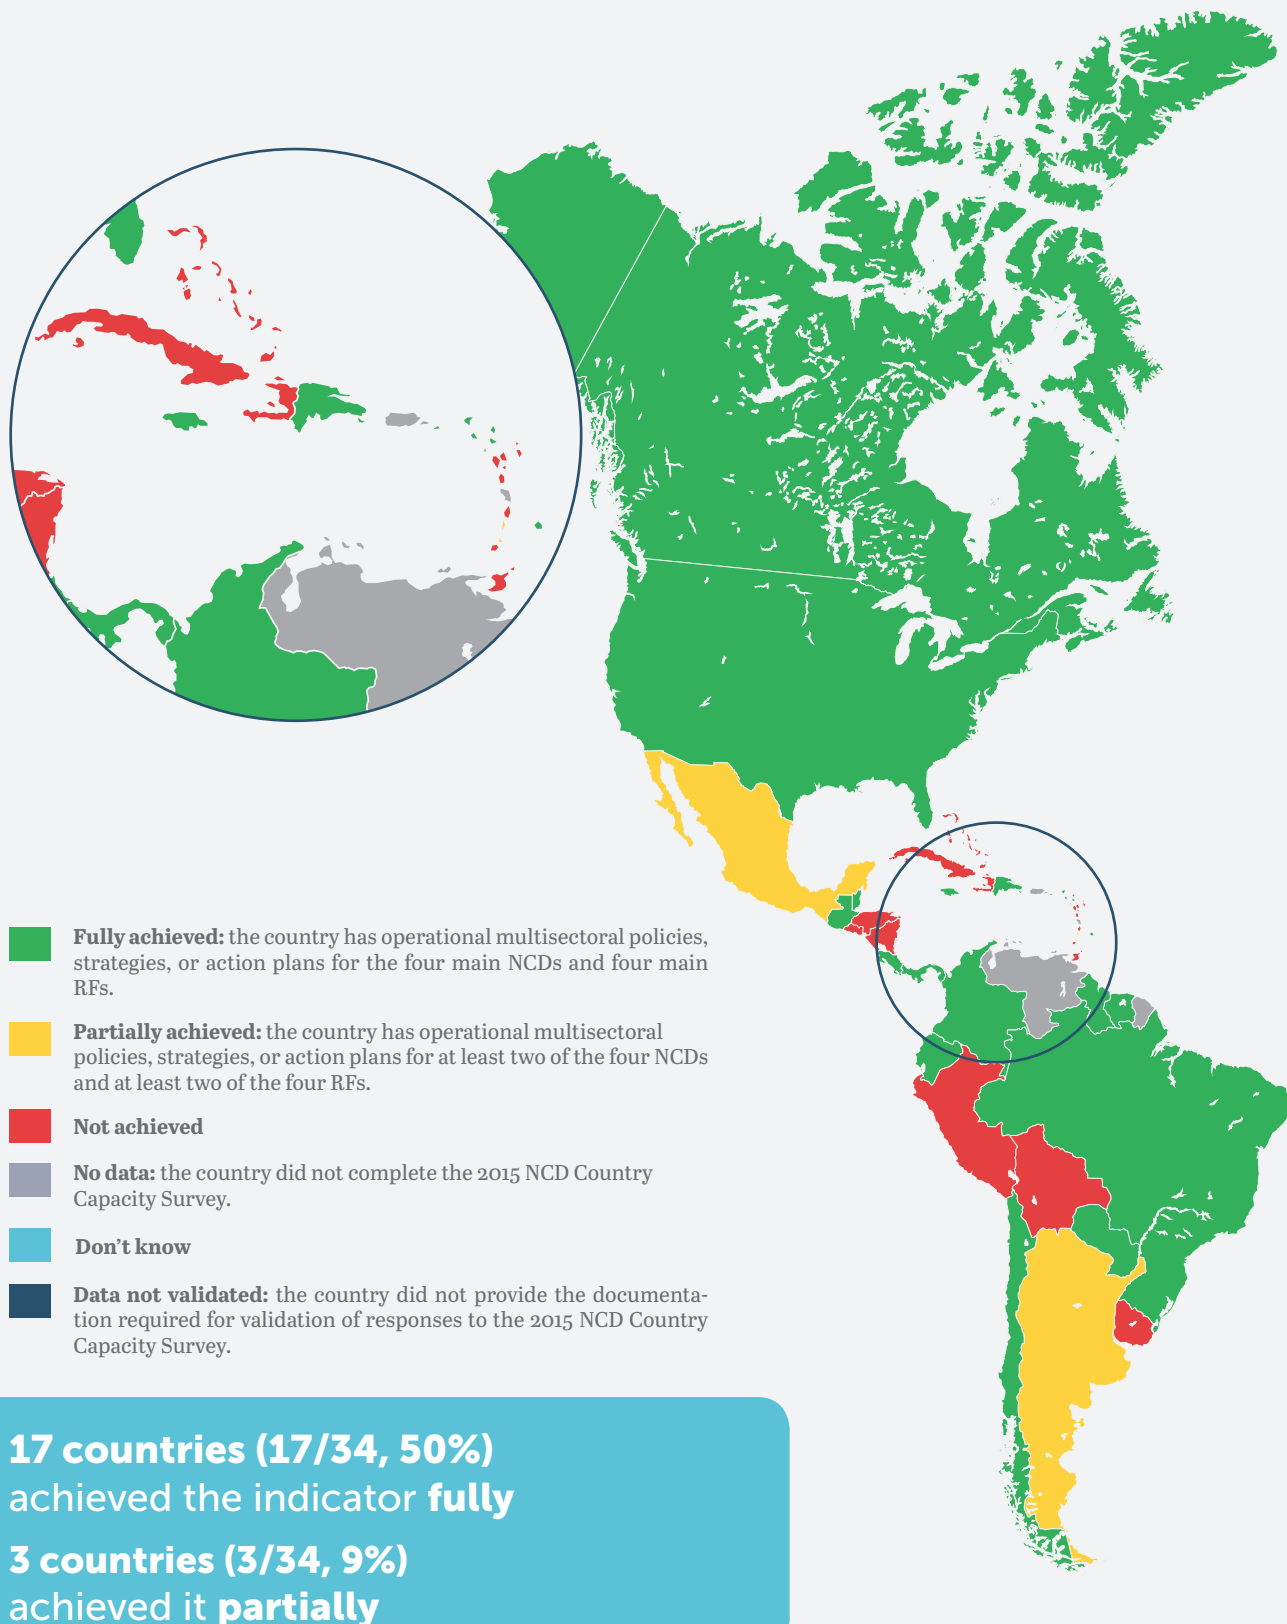 Fully achieved: the country has operational multisectoral policies,
strategies, or action plans for the four main NCDs and four main
RFs.
Partially achieved: the country has operational multisectoral
policies, strategies, or action plans for at least two of the four NCDs
and at least two of the four RFs.
Not achieved
No data: the country did not complete the 2015 NCD Country
Capacity Survey.
Don't know
Data not validated: the country did not provide the documenta-
tion required for validation of responses to the 2015 NCD Country
Capacity Survey.
17 countries (17/34, 50%)
achieved the indicator fully
3 countries (3/34, 9%)
achieved it partially